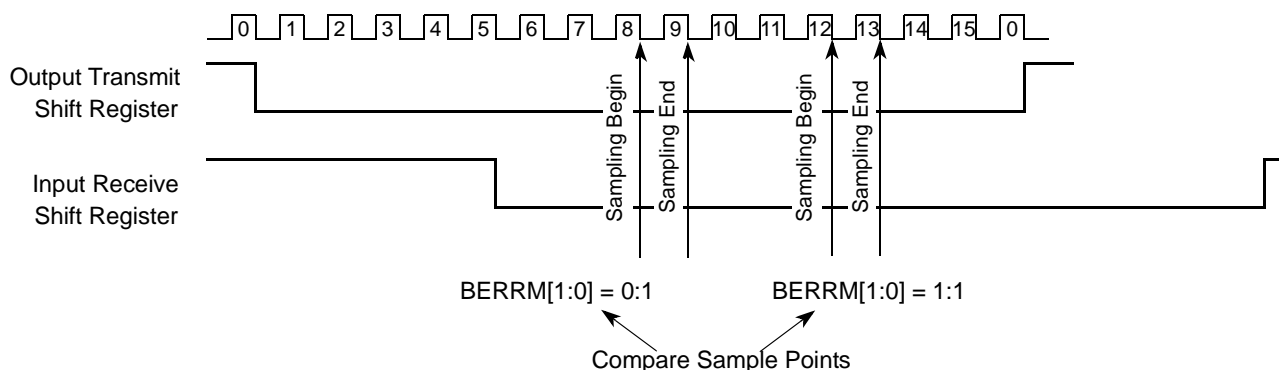 0 1 2 3 4 5 6 7 8 9 10 11 12 13 14 15 0
Output Transmit
Shift Register
Input Receive
Shift Register
Sampling Begin
Sampling End
Sampling Begin
Sampling End
BERRM[1:0] = 0:1
BERRM[1:0] = 1:1
Compare Sample Points